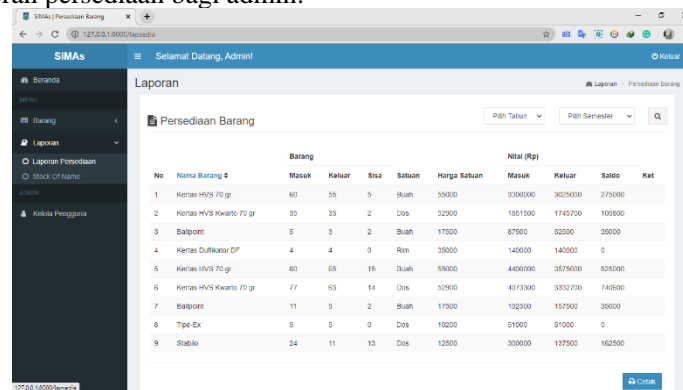 oran persediaan bagi admin.
SIMAs | Persediaan Barang
127.0.0.1:8000/lapsedia
SIMAs
Selamat Datang, Admin!
Keluar
Beranda
MENU
Barang
Laporan
Laporan Persediaan
Stock Of Name
ADMIN
Kelola Pengguna
Laporan
Laporan > Persediaan Barang
Persediaan Barang
Pilih Tahun
Pilih Semester
Barang Nilai (Rp)
No Nama Barang Masuk Keluar Sisa Satuan Harga Satuan Masuk Keluar Saldo Ket
1 Kertas HVS 70 gr 60 55 5 Buah 55000 3300000 3025000 275000
2 Kertas HVS Kwarto 70 gr 35 33 2 Dos 52900 1851500 1745700 105800
3 Ballpoint 5 3 2 Buah 17500 87500 52500 35000
4 Kertas Duflikator DF 4 4 0 Rim 35000 140000 140000 0
5 Kertas HVS 70 gr 80 65 15 Buah 55000 4400000 3575000 825000
6 Kertas HVS Kwarto 70 gr 77 63 14 Dos 52900 4073300 3332700 740600
7 Ballpoint 11 9 2 Buah 17500 192500 157500 35000
8 Tipe-Ex 5 5 0 Dos 10200 51000 51000 0
9 Stabilo 24 11 13 Dos 12500 300000 137500 162500
Cetak
127.0.0.1:8000/lapsedia